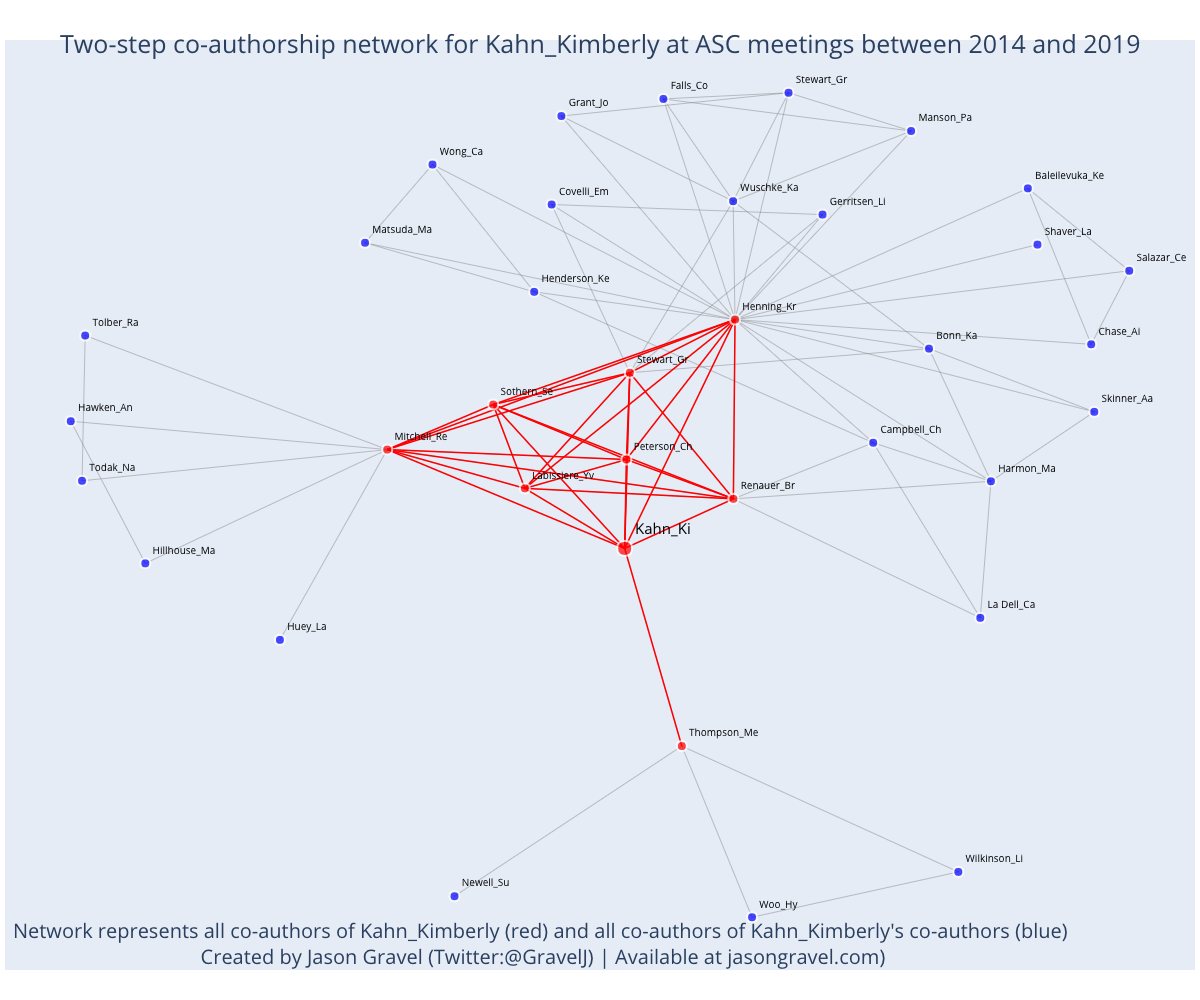 Two-step co-authorship network for Kahn_Kimberly at ASC meetings between 2014 and 2019
Stewart_Gr
Falls_Co
Grant_Jo
Manson_Pa
Wong_Ca
Baleilevuka_Ke
Wuschke_Ka
Covelli_Em
Gerritsen_Li
Matsuda_Ma
Shaver_La
Salazar_Ce
Henderson_Ke
Henning_Kr
Tolber_Ra
Chase_Ai
Bonn_Ka
Stewart_Gr
Sothern_Se
Skinner_Aa
Hawken_An
Campbell_Ch
Mitchell_Re
Peterson_Ch
Todak_Na
Harmon_Ma
Labissiere_Yv
Renauer_Br
Kahn_Ki
Hillhouse_Ma
La Dell_Ca
Huey_La
Thompson_Me
Wilkinson_Li
Newell_Su
Woo_Hy
Network represents all co-authors of Kahn_Kimberly (red) and all co-authors of Kahn_Kimberly's co-authors (blue)
Created by Jason Gravel (Twitter:@GravelJ) | Available at jasongravel.com)